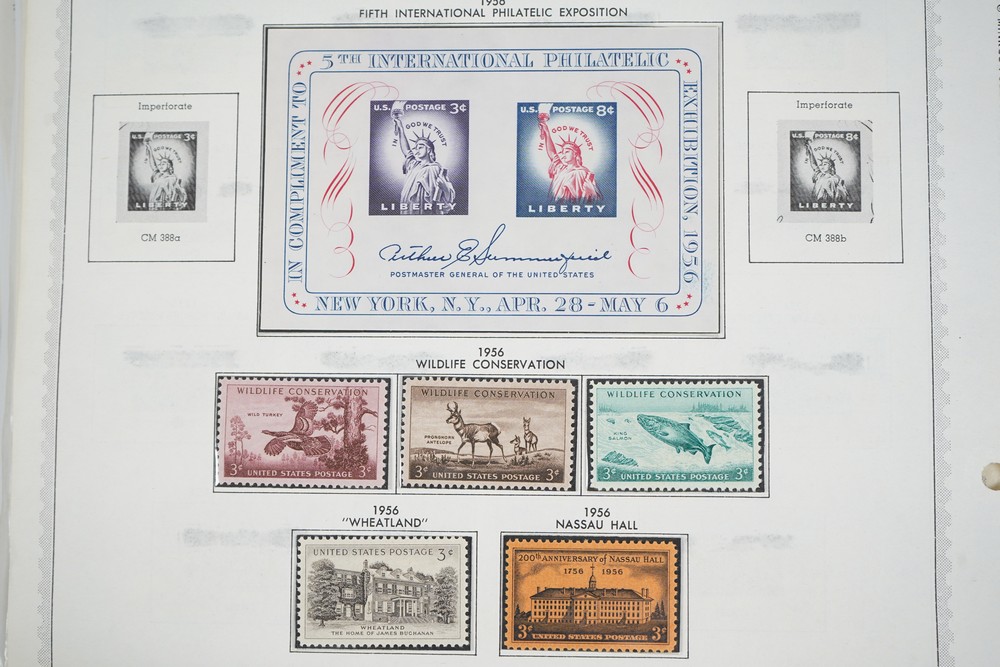 1956
FIFTH INTERNATIONAL PHILATELIC EXPOSITION
5TH INTERNATIONAL PHILATELIC
IN COMPLIMENT TO
EXHIBITION, 1956
U.S. POSTAGE 3¢
IN GOD WE TRUST
LIBERTY
U.S. POSTAGE 8¢
IN GOD WE TRUST
LIBERTY
Arthur E. Summerfield
POSTMASTER GENERAL OF THE UNITED STATES
NEW YORK, N.Y., APR. 28 - MAY 6
Imperforate
U.S. POSTAGE 3¢
IN GOD WE TRUST
LIBERTY
CM 388a
Imperforate
U.S. POSTAGE 8¢
IN GOD WE TRUST
LIBERTY
CM 388b
1956
WILDLIFE CONSERVATION
WILDLIFE CONSERVATION
WILD TURKEY
3¢ UNITED STATES POSTAGE 3¢
WILDLIFE CONSERVATION
PRONGHORN
ANTELOPE
3¢ UNITED STATES POSTAGE 3¢
WILDLIFE CONSERVATION
KING
SALMON
3¢ UNITED STATES POSTAGE 3¢
1956
"WHEATLAND"
UNITED STATES POSTAGE 3¢
WHEATLAND
THE HOME OF JAMES BUCHANAN
1956
NASSAU HALL
200th ANNIVERSARY of NASSAU HALL
1756 1956
3¢ UNITED STATES POSTAGE 3¢